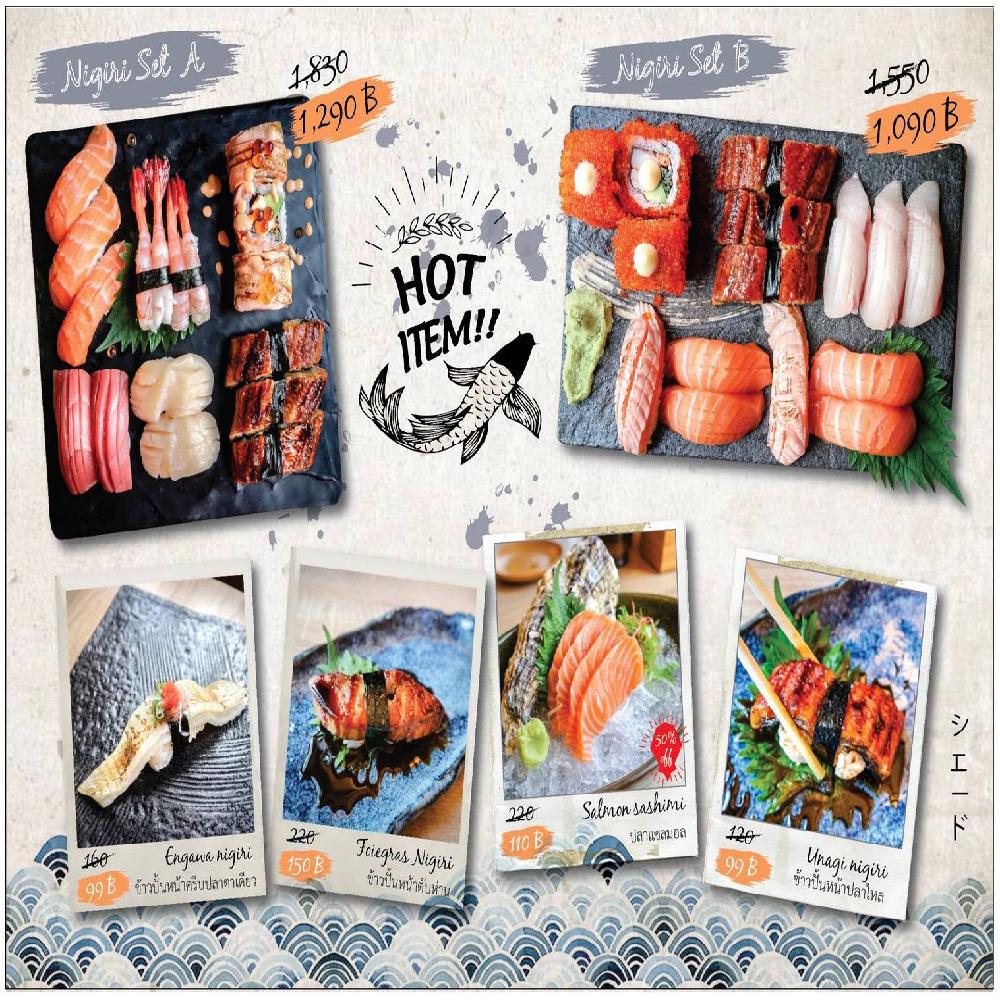 Nigiri Set A
1,830
1,290 ฿
Nigiri Set B
1,550
1,090 ฿
HOT
ITEM!!
160
99 ฿
Engawa nigiri
ข้าวปั้นหน้าครีบปลาตาเดียว
220
150 ฿
Foiegras Nigiri
ข้าวปั้นหน้าตับห่าน
50%
off
220
110 ฿
Salmon sashimi
ปลาแซลมอล
120
99 ฿
Unagi nigiri
ข้าวปั้นหน้าปลาไหล
シェード